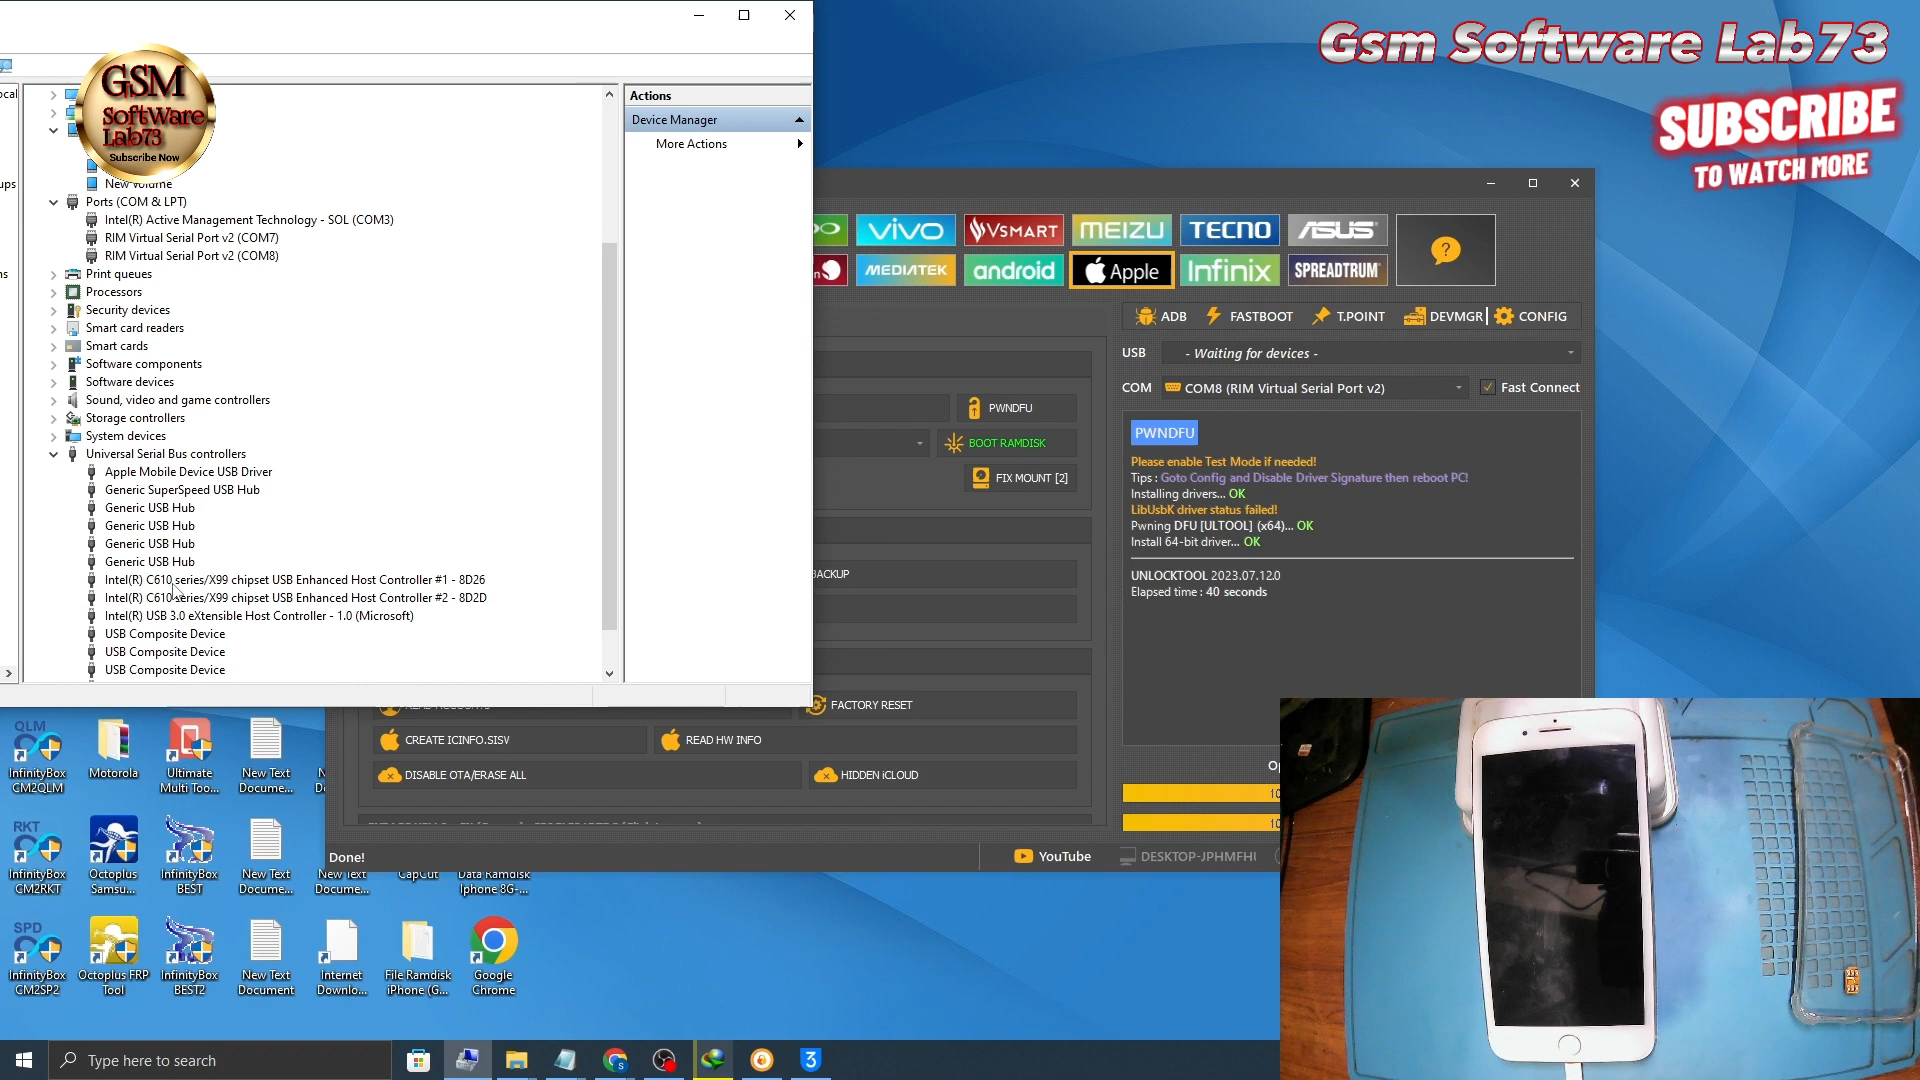 Gsm Software Lab73
SUBSCRIBE
TO WATCH MORE
GSM
SoftWare
Lab73
Subscribe Now
ocal
ups
ns
New Volume
Ports (COM & LPT)
Intel(R) Active Management Technology - SOL (COM3)
RIM Virtual Serial Port v2 (COM7)
RIM Virtual Serial Port v2 (COM8)
Print queues
Processors
Security devices
Smart card readers
Smart cards
Software components
Software devices
Sound, video and game controllers
Storage controllers
System devices
Universal Serial Bus controllers
Apple Mobile Device USB Driver
Generic SuperSpeed USB Hub
Generic USB Hub
Generic USB Hub
Generic USB Hub
Generic USB Hub
Intel(R) C610 series/X99 chipset USB Enhanced Host Controller #1 - 8D26
Intel(R) C610 series/X99 chipset USB Enhanced Host Controller #2 - 8D2D
Intel(R) USB 3.0 eXtensible Host Controller - 1.0 (Microsoft)
USB Composite Device
USB Composite Device
USB Composite Device
Actions
Device Manager
More Actions
vivo VSMART MEIZU TECNO ASUS
MEDIATEK android Apple Infinix SPREADTRUM
?
ADB FASTBOOT T.POINT DEVMGR CONFIG
USB - Waiting for devices -
COM COM8 (RIM Virtual Serial Port v2) Fast Connect
PWNDFU
BOOT RAMDISK
FIX MOUNT [2]
BACKUP
PWNDFU
Please enable Test Mode if needed!
Tips : Goto Config and Disable Driver Signature then reboot PC!
Installing drivers... OK
LibUsbK driver status failed!
Pwning DFU [ULTOOL] (x64)... OK
Install 64-bit driver... OK
UNLOCKTOOL 2023.07.12.0
Elapsed time : 40 seconds
FACTORY RESET
CREATE ICINFO.SISV READ HW INFO
DISABLE OTA/ERASE ALL HIDDEN iCLOUD
Op
10
10
Done! YouTube DESKTOP-JPHMFHU
QLM
InfinityBox
CM2QLM
Motorola
Ultimate
Multi Too...
New Text
Docume...
N
Do
RKT
InfinityBox
CM2RKT
Octoplus
Samsu...
InfinityBox
BEST
New Text
Docume...
New Text
Docume...
CapCut
Data Ramdisk
Iphone 8G-...
SPD
InfinityBox
CM2SP2
Octoplus FRP
Tool
InfinityBox
BEST2
New Text
Document
Internet
Downlo...
File Ramdisk
iPhone (G...
Google
Chrome
Type here to search